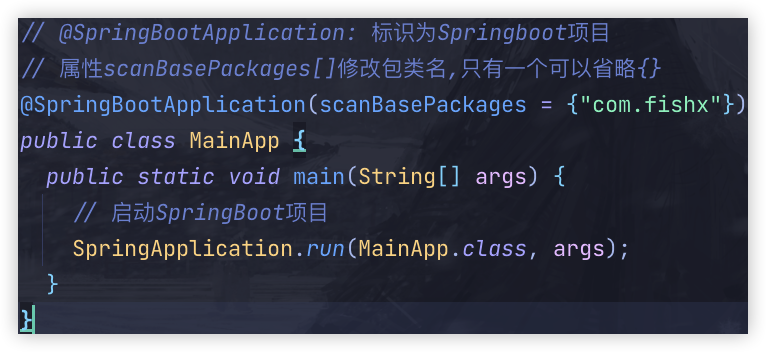 // @SpringBootApplication: 标识为Springboot项目
// 属性scanBasePackages[]修改包类名,只有一个可以省略{}
@SpringBootApplication(scanBasePackages = {"com.fishx"})
public class MainApp {
  public static void main(String[] args) {
    // 启动SpringBoot项目
    SpringApplication.run(MainApp.class, args);
  }
}